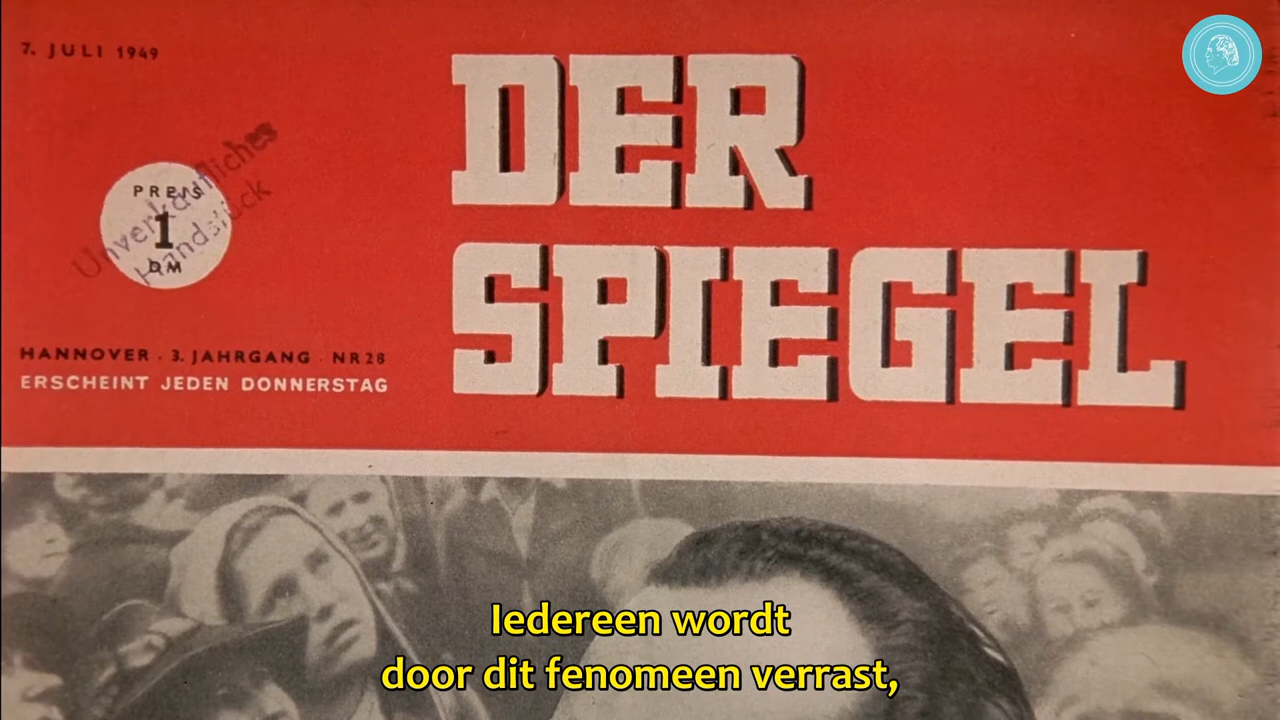 7. JULI 1949
DER
SPIEGEL
PREIS
1
DM
Unverkäufliches
Handstück
HANNOVER · 3. JAHRGANG · NR 28
ERSCHEINT JEDEN DONNERSTAG
Iedereen wordt
door dit fenomeen verrast,